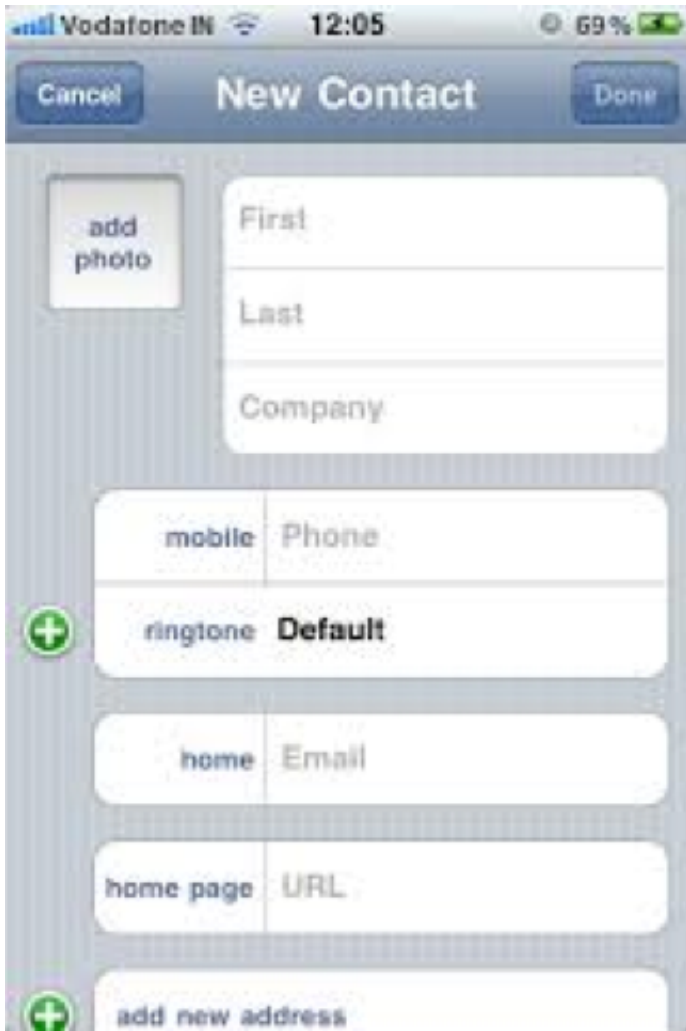 Vodafone IN 12:05 69%
Cancel New Contact Done
add
photo
First
Last
Company
mobile Phone
ringtone Default
home Email
home page URL
add new address